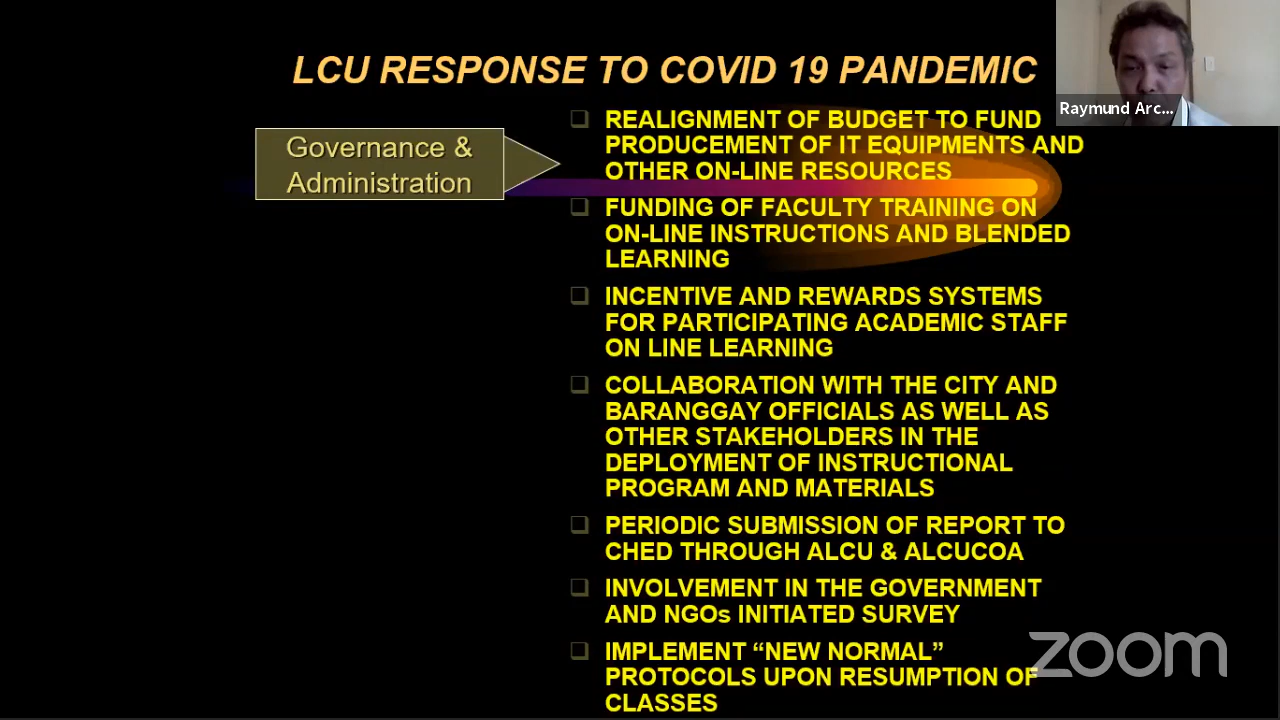 LCU RESPONSE TO COVID 19 PANDEMIC
Raymund Arc...
Governance &
Administration
REALIGNMENT OF BUDGET TO FUND
PRODUCEMENT OF IT EQUIPMENTS AND
OTHER ON-LINE RESOURCES
FUNDING OF FACULTY TRAINING ON
ON-LINE INSTRUCTIONS AND BLENDED
LEARNING
INCENTIVE AND REWARDS SYSTEMS
FOR PARTICIPATING ACADEMIC STAFF
ON LINE LEARNING
COLLABORATION WITH THE CITY AND
BARANGGAY OFFICIALS AS WELL AS
OTHER STAKEHOLDERS IN THE
DEPLOYMENT OF INSTRUCTIONAL
PROGRAM AND MATERIALS
PERIODIC SUBMISSION OF REPORT TO
CHED THROUGH ALCU & ALCUCOA
INVOLVEMENT IN THE GOVERNMENT
AND NGOs INITIATED SURVEY
IMPLEMENT “NEW NORMAL”
PROTOCOLS UPON RESUMPTION OF
CLASSES
zoom